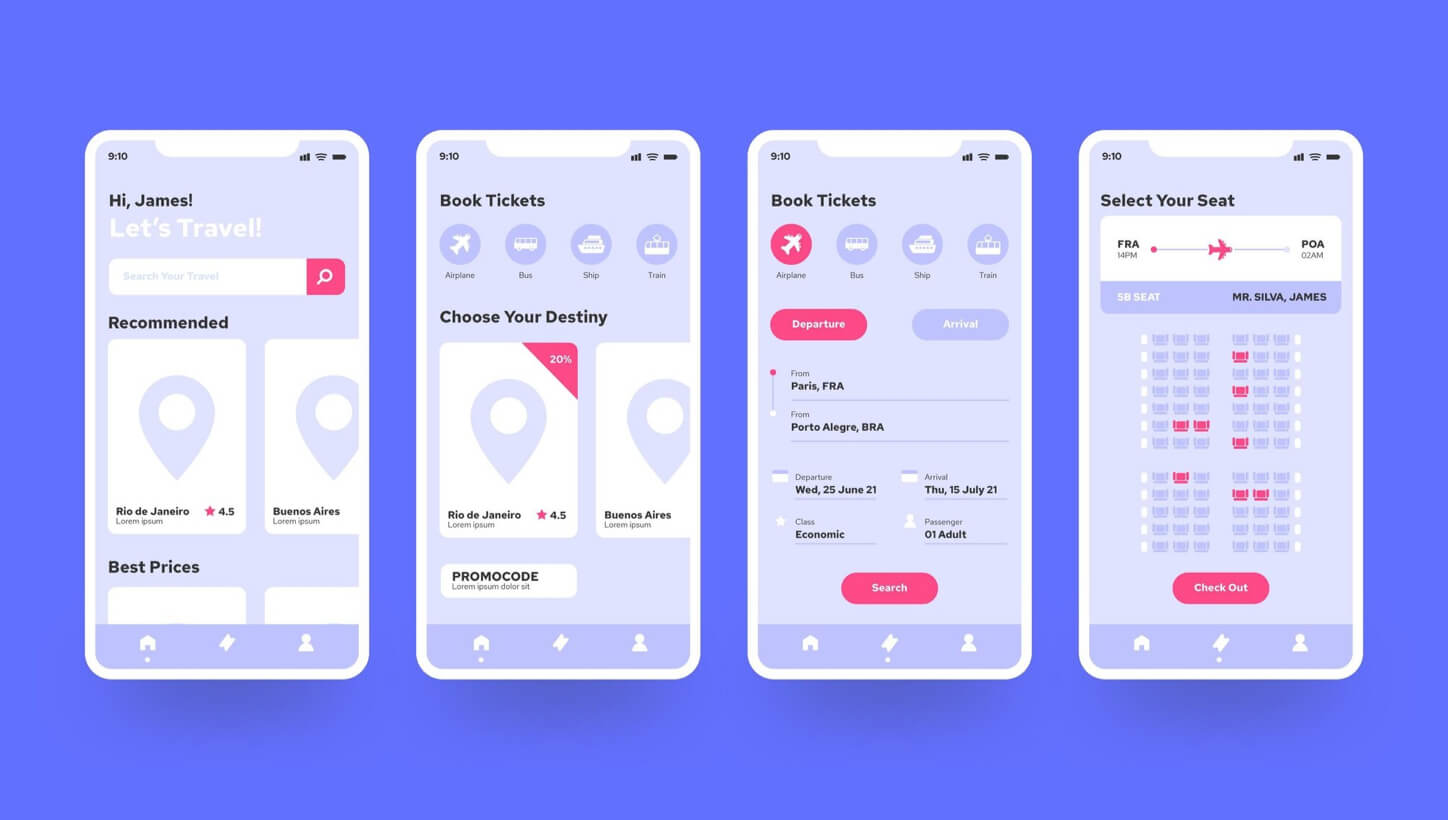 9:10
Hi, James!
Let's Travel!
Search Your Travel
Recommended
Rio de Janeiro 4.5
Lorem ipsum
Buenos Aires
Lorem ipsum
Best Prices
9:10
Book Tickets
Airplane Bus Ship Train
Choose Your Destiny
20%
Rio de Janeiro 4.5
Lorem ipsum
Buenos Aires
Lorem ipsum
PROMOCODE
Lorem ipsum dolor sit
9:10
Book Tickets
Airplane Bus Ship Train
Departure Arrival
From
Paris, FRA
From
Porto Alegre, BRA
Departure Arrival
Wed, 25 June 21 Thu, 15 July 21
Class Passenger
Economic 01 Adult
Search
9:10
Select Your Seat
FRA POA
14PM 02AM
5B SEAT MR. SILVA, JAMES
Check Out